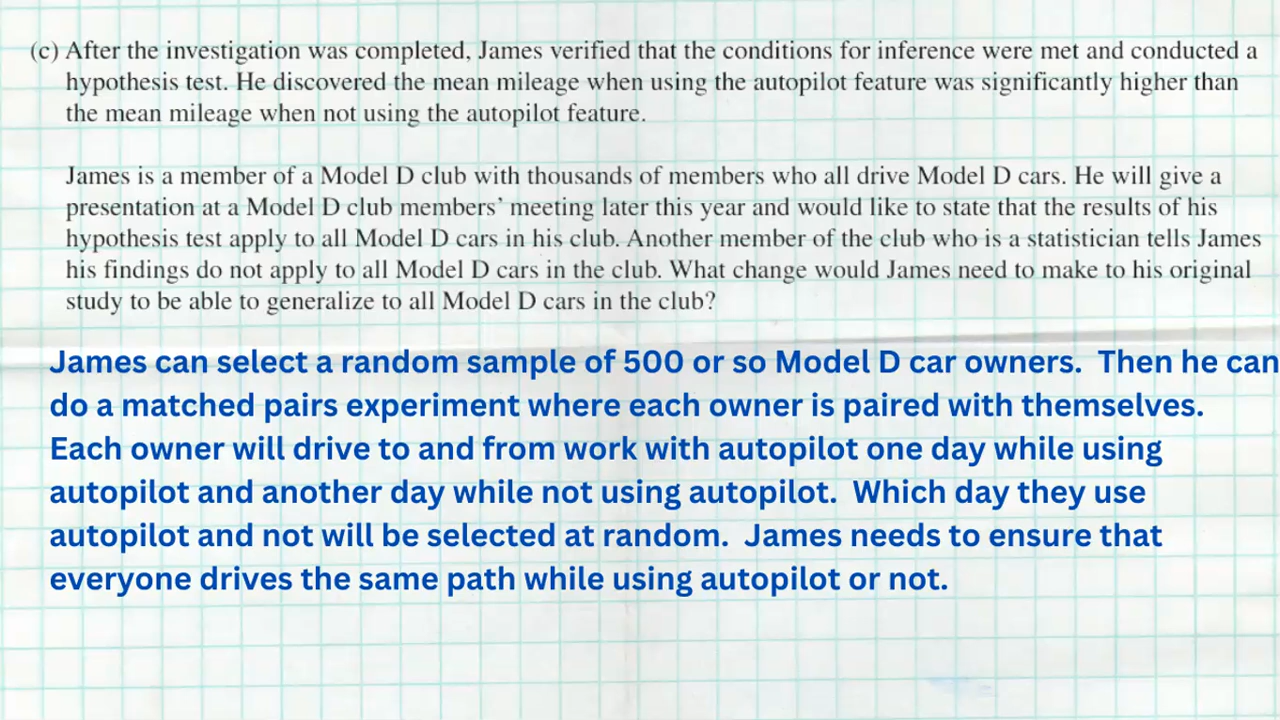 (c) After the investigation was completed, James verified that the conditions for inference were met and conducted a
hypothesis test. He discovered the mean mileage when using the autopilot feature was significantly higher than
the mean mileage when not using the autopilot feature.
James is a member of a Model D club with thousands of members who all drive Model D cars. He will give a
presentation at a Model D club members' meeting later this year and would like to state that the results of his
hypothesis test apply to all Model D cars in his club. Another member of the club who is a statistician tells James
his findings do not apply to all Model D cars in the club. What change would James need to make to his original
study to be able to generalize to all Model D cars in the club?
James can select a random sample of 500 or so Model D car owners. Then he can
do a matched pairs experiment where each owner is paired with themselves.
Each owner will drive to and from work with autopilot one day while using
autopilot and another day while not using autopilot. Which day they use
autopilot and not will be selected at random. James needs to ensure that
everyone drives the same path while using autopilot or not.